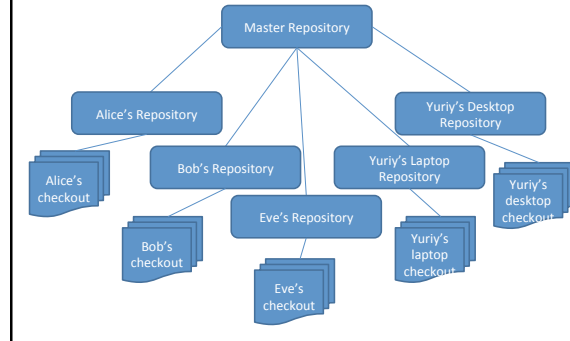 Master Repository
Alice's Repository
Yuriy's Desktop
Repository
Bob's Repository
Yuriy's Laptop
Repository
Alice's
checkout
Yuriy's
desktop
checkout
Eve's Repository
Bob's
checkout
Yuriy's
laptop
checkout
Eve's
checkout